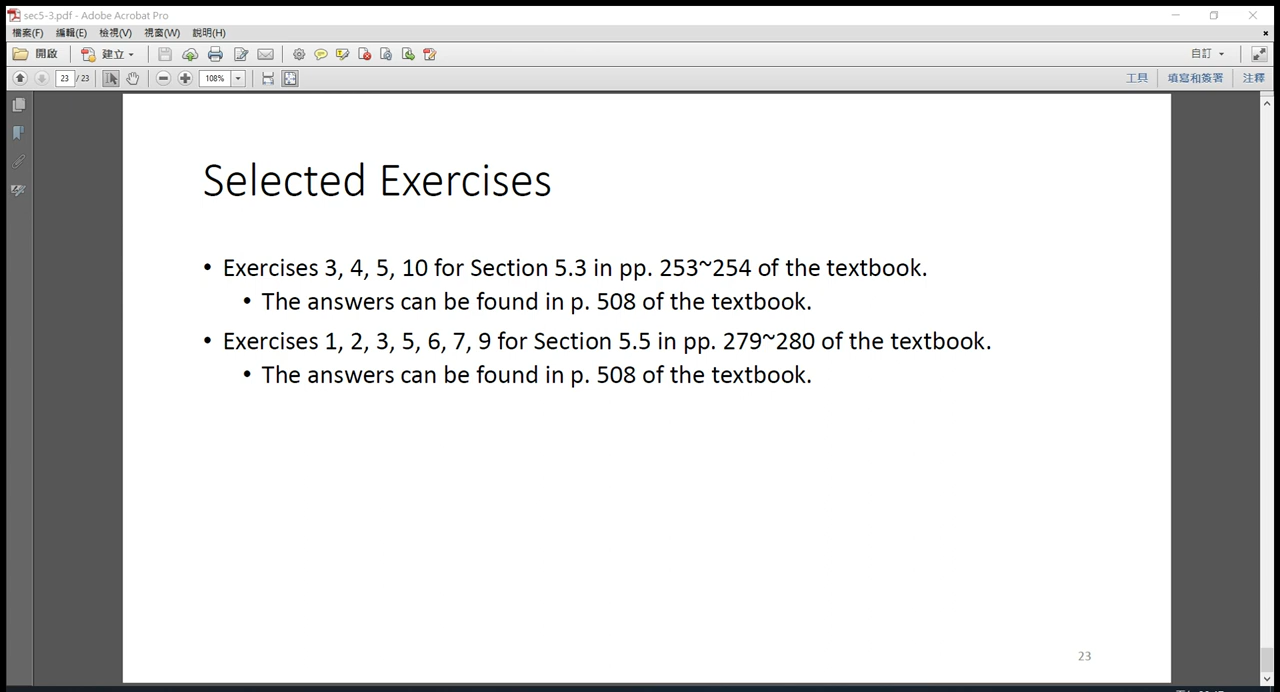 sec5-3.pdf - Adobe Acrobat Pro
檔案(F) 編輯(E) 檢視(V) 視窗(W) 說明(H)
開啟 建立 自訂
23 / 23 108% 工具 填寫和簽署 注釋
Selected Exercises
• Exercises 3, 4, 5, 10 for Section 5.3 in pp. 253~254 of the textbook.
• The answers can be found in p. 508 of the textbook.
• Exercises 1, 2, 3, 5, 6, 7, 9 for Section 5.5 in pp. 279~280 of the textbook.
• The answers can be found in p. 508 of the textbook.
23